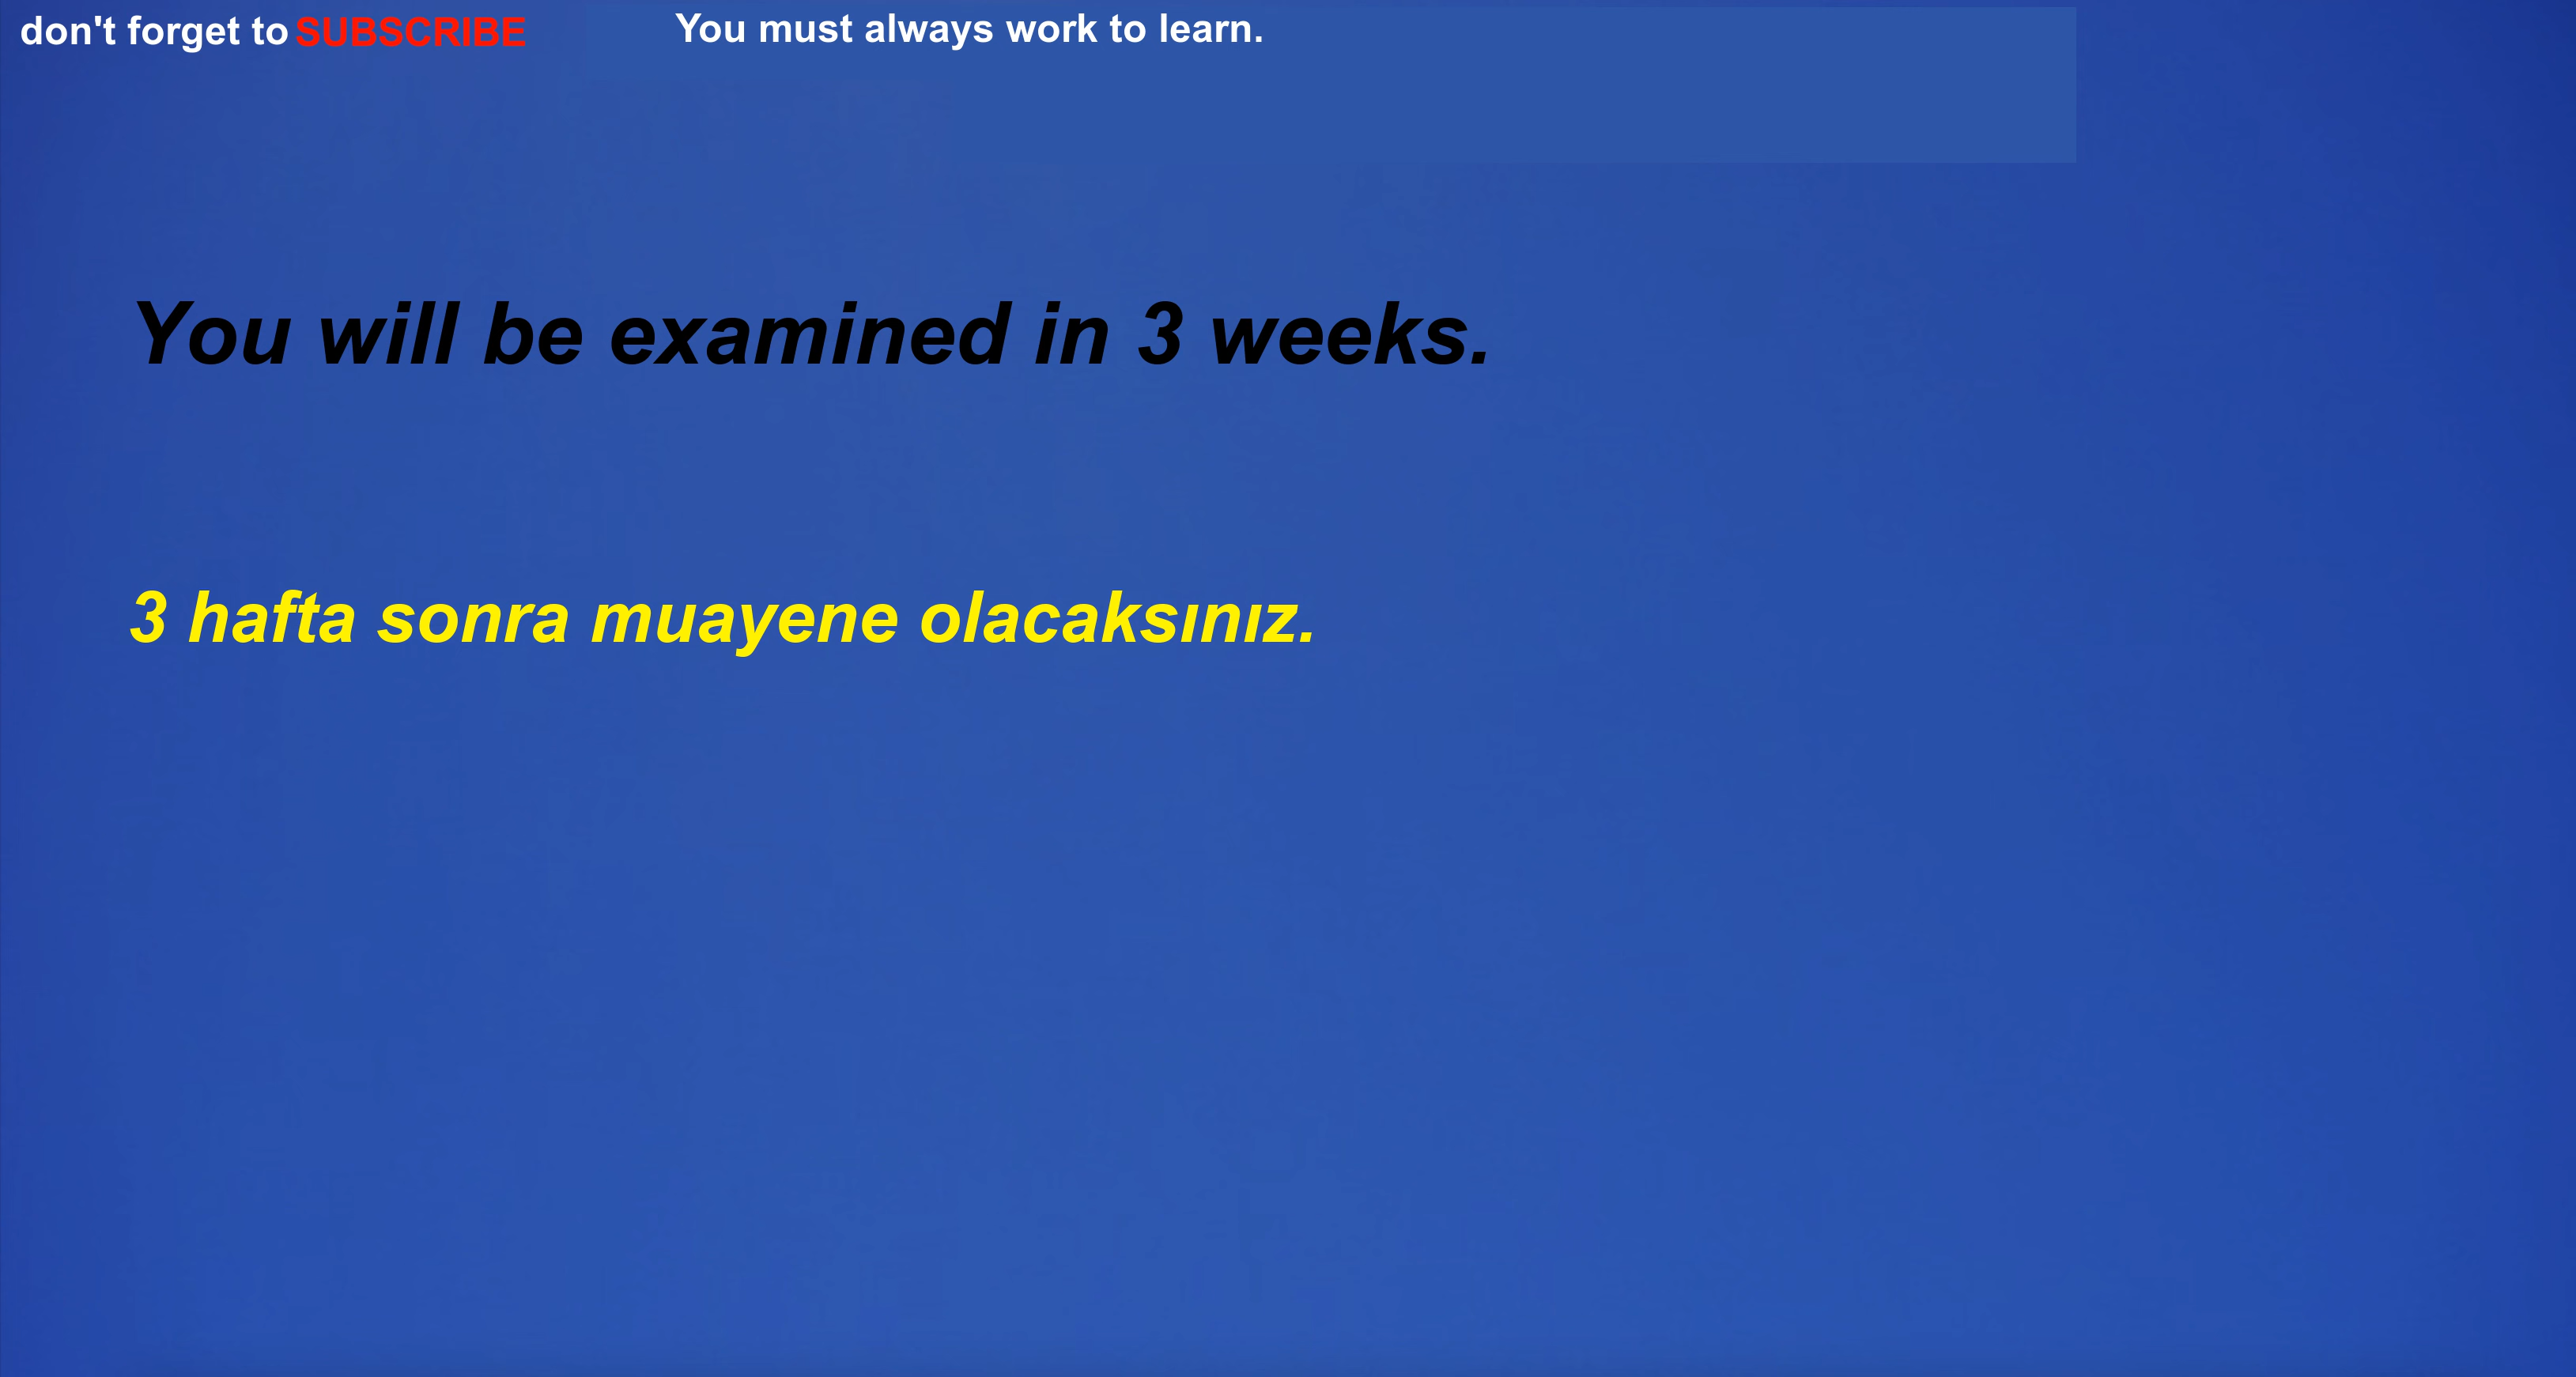 don't forget to SUBSCRIBE
You must always work to learn.
You will be examined in 3 weeks.
3 hafta sonra muayene olacaksınız.